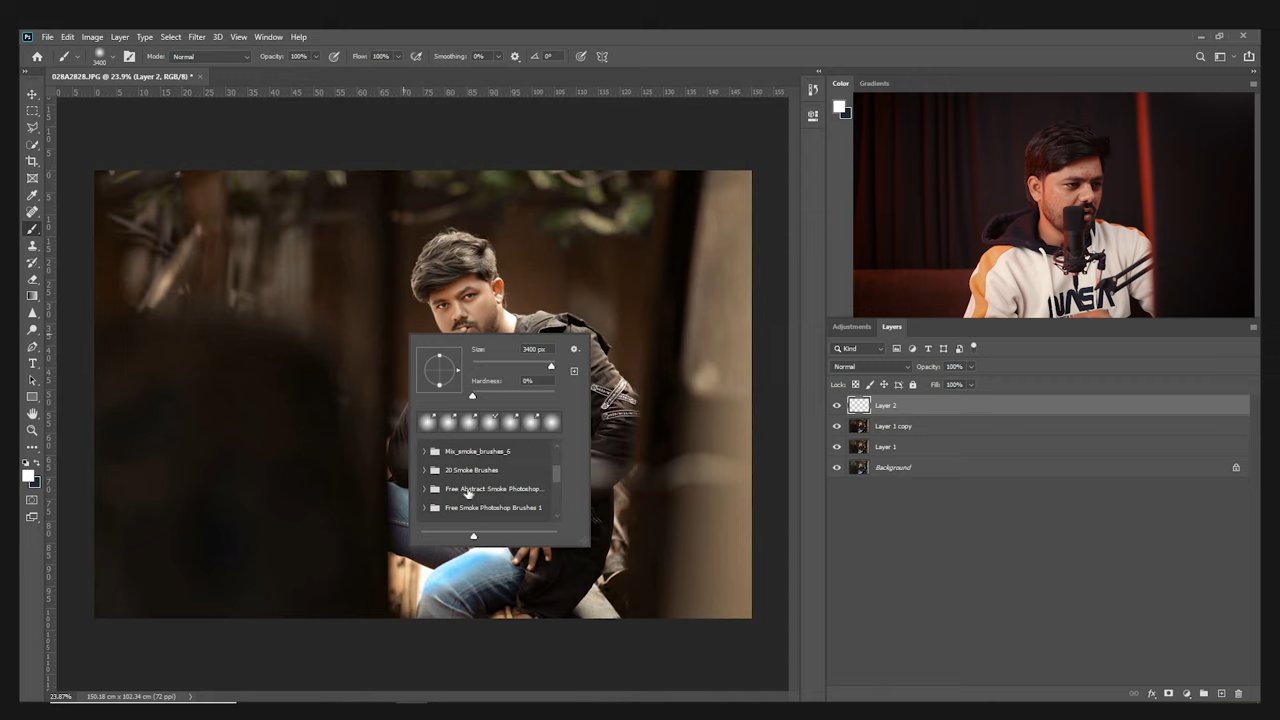 Ps File Edit Image Layer Type Select Filter 3D View Window Help
3400 Mode: Normal Opacity: 100% Flow: 100% Smoothing: 0% 0°
028A2828.JPG @ 23.9% (Layer 2, RGB/8) * ×
Color Gradients
Size: 3400 px
Hardness: 0%
Mix_smoke_brushes_6
20 Smoke Brushes
Free Abstract Smoke Photoshop...
Free Smoke Photoshop Brushes 1
Adjustments Layers
Kind
Normal Opacity: 100%
Lock: Fill: 100%
Layer 2
Layer 1 copy
Layer 1
Background
fx
23.87% 150.18 cm x 102.34 cm (72 ppi)